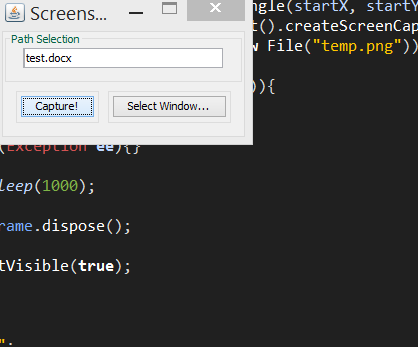 Screens...
Path Selection
test.docx
Capture!
Select Window...
ngle(startX, startY
t().createScreenCap
w File("temp.png"))
)){
(Exception ee){}
leep(1000);
rame.dispose();
tVisible(true);
";